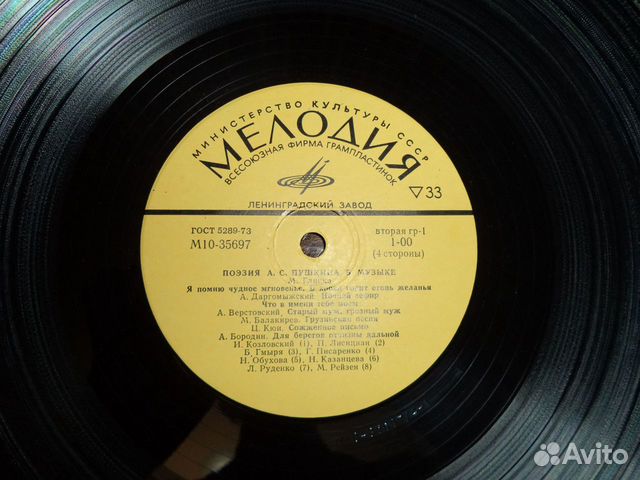 МИНИСТЕРСТВО КУЛЬТУРЫ СССР
МЕЛОДИЯ
ВСЕСОЮЗНАЯ ФИРМА ГРАМПЛАСТИНОК
ЛЕНИНГРАДСКИЙ ЗАВОД
▽33
ГОСТ 5289-73
М10-35697
вторая гр-1
1-00
(4 стороны)
ПОЭЗИЯ А. С. ПУШКИНА В МУЗЫКЕ
М. Глинка
Я помню чудное мгновенье. В крови горит огонь желанья
А. Даргомыжский. Ночной зефир
Что в имени тебе моем
А. Верстовский. Старый муж, грозный муж
М. Балакирев. Грузинская песня
Ц. Кюи. Сожженное письмо
А. Бородин. Для берегов отчизны дальной
И. Козловский (1), П. Лисициан (2)
Б. Гмыря (3), Г. Писаренко (4)
Н. Обухова (5), Н. Казанцева (6)
Л. Руденко (7), М. Рейзен (8)
Avito